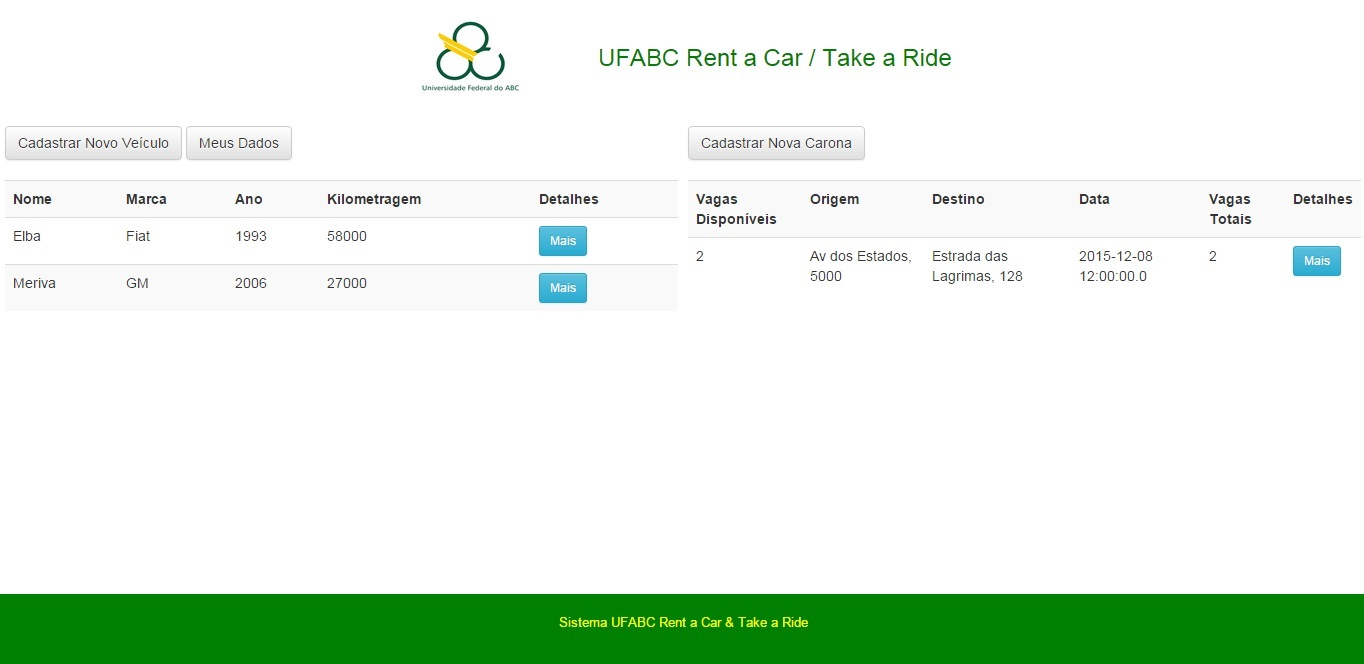 Universidade Federal do ABC
UFABC Rent a Car / Take a Ride
Cadastrar Novo Veículo
Meus Dados
Nome Marca Ano Kilometragem Detalhes
Elba Fiat 1993 58000 Mais
Meriva GM 2006 27000 Mais
Cadastrar Nova Carona
Vagas Origem Destino Data Vagas Detalhes
Disponíveis Totais
2 Av dos Estados, Estrada das 2015-12-08 2 Mais
5000 Lagrimas, 128 12:00:00.0
Sistema UFABC Rent a Car & Take a Ride